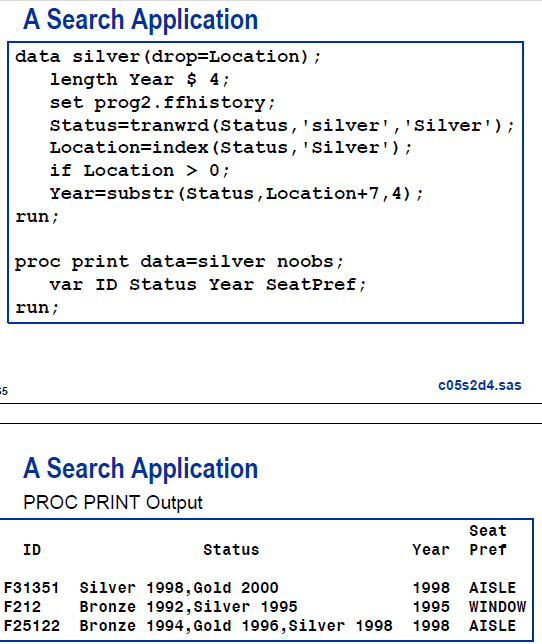 A Search Application
data silver(drop=Location);
length Year $ 4;
set prog2.ffhistory;
Status=tranwrd(Status,'silver','Silver');
Location=index(Status,'Silver');
if Location > 0;
Year=substr(Status,Location+7,4);
run;
proc print data=silver noobs;
var ID Status Year SeatPref;
run;
c05s2d4.sas
A Search Application
PROC PRINT Output
Seat
ID Status Year Pref
F31351 Silver 1998,Gold 2000 1998 AISLE
F212 Bronze 1992,Silver 1995 1995 WINDOW
F25122 Bronze 1994,Gold 1996,Silver 1998 1998 AISLE